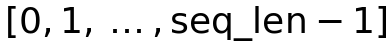 [0, 1, ... , seq_len − 1]